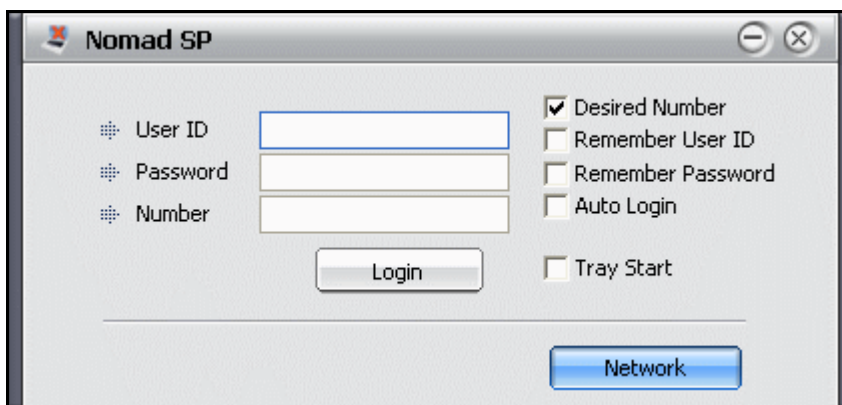 Nomad SP
User ID
Password
Number
Desired Number
Remember User ID
Remember Password
Auto Login
Login
Tray Start
Network